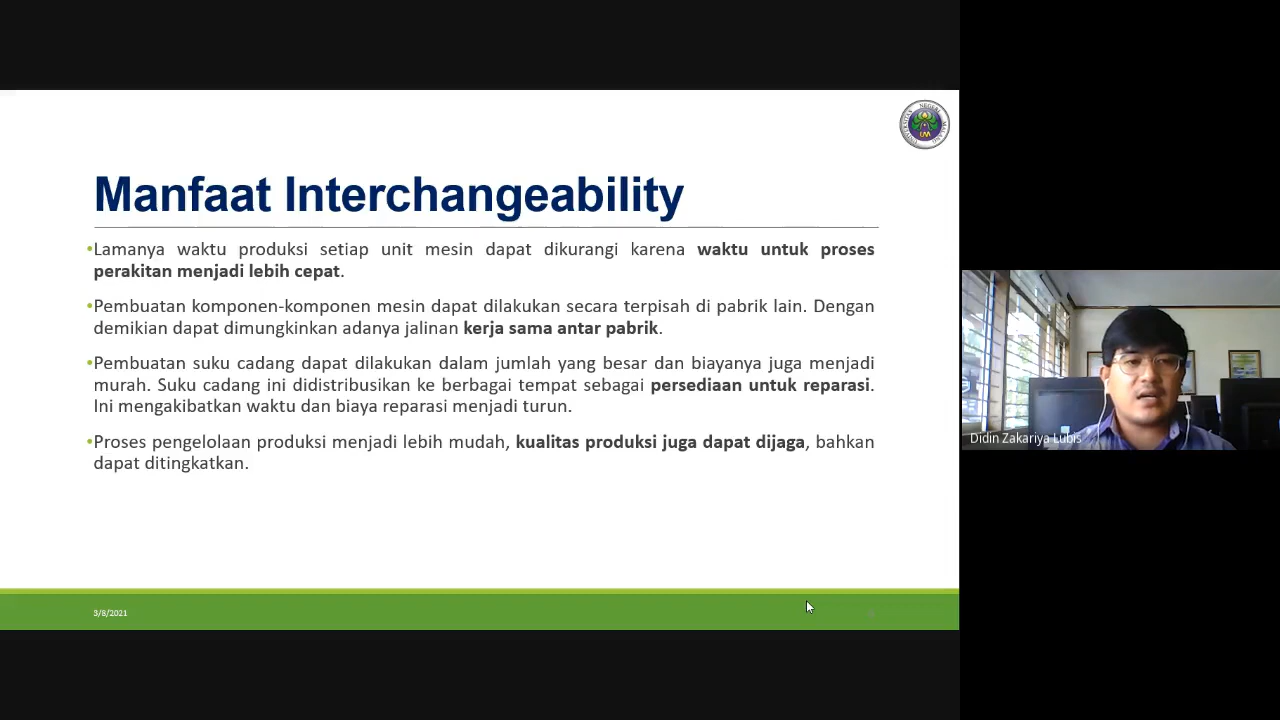 UNIVERSITAS NEGERI MALANG
UM
Manfaat Interchangeability
•Lamanya waktu produksi setiap unit mesin dapat dikurangi karena waktu untuk proses
perakitan menjadi lebih cepat.
•Pembuatan komponen-komponen mesin dapat dilakukan secara terpisah di pabrik lain. Dengan
demikian dapat dimungkinkan adanya jalinan kerja sama antar pabrik.
•Pembuatan suku cadang dapat dilakukan dalam jumlah yang besar dan biayanya juga menjadi
murah. Suku cadang ini didistribusikan ke berbagai tempat sebagai persediaan untuk reparasi.
Ini mengakibatkan waktu dan biaya reparasi menjadi turun.
•Proses pengelolaan produksi menjadi lebih mudah, kualitas produksi juga dapat dijaga, bahkan
dapat ditingkatkan.
3/8/2021
Didin Zakariya Lubis